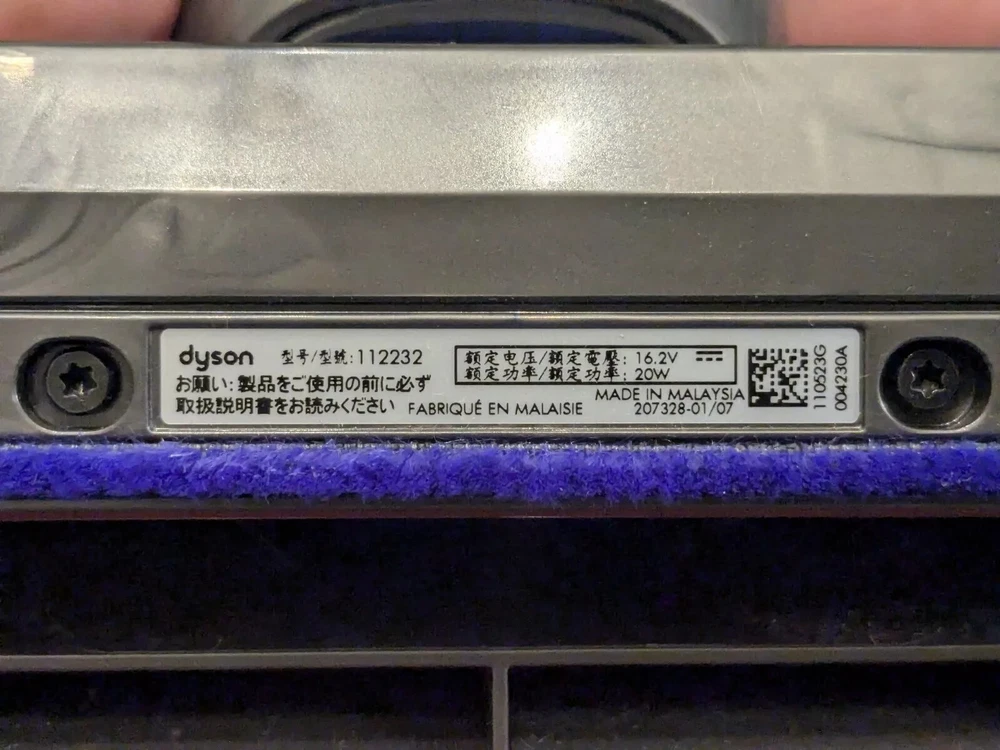 dyson 型号/型號: 112232
お願い: 製品をご使用の前に必ず
取扱説明書をお読みください FABRIQUÉ EN MALAISIE
额定电压/額定電壓: 16.2V ⎓
额定功率/額定功率: 20W
MADE IN MALAYSIA
207328-01/07
110523G
004230A